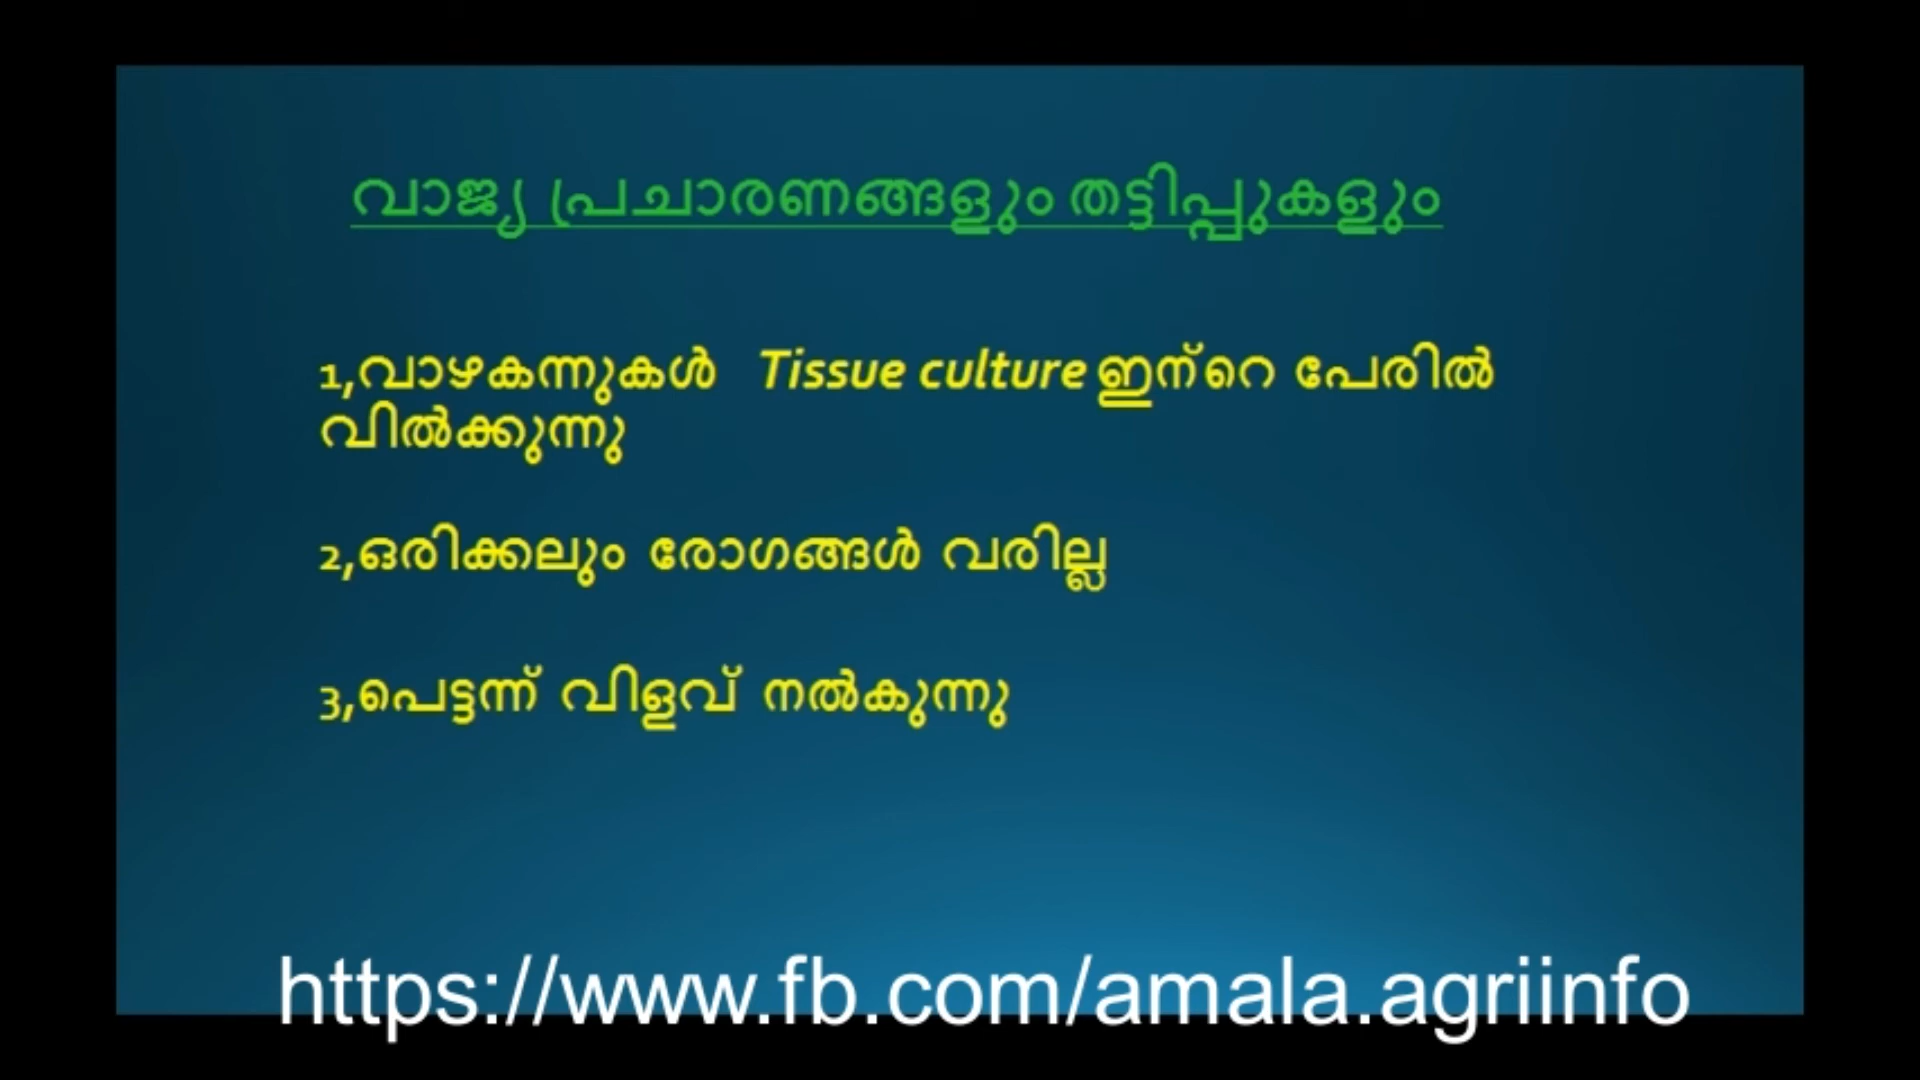 വാജ്യ പ്രചാരണങ്ങളും തട്ടിപ്പുകളും
1,വാഴകന്നുകൾ Tissue culture ഇന്റെ പേരിൽ
വിൽക്കുന്നു
2,ഒരിക്കലും രോഗങ്ങൾ വരില്ല
3,പെട്ടന്ന് വിളവ് നൽകുന്നു
https://www.fb.com/amala.agriinfo